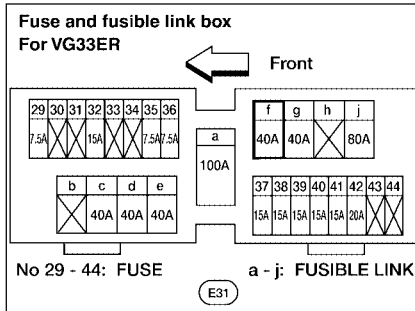 Fuse and fusible link box
For VG33ER
Front
29 30 31 32 33 34 35 36
7.5A 15A 7.5A 7.5A
a
100A
f g h j
40A 40A 80A
b c d e
40A 40A 40A
37 38 39 40 41 42 43 44
15A 15A 15A 15A 15A 20A
No 29 - 44: FUSE
a - j: FUSIBLE LINK
E31